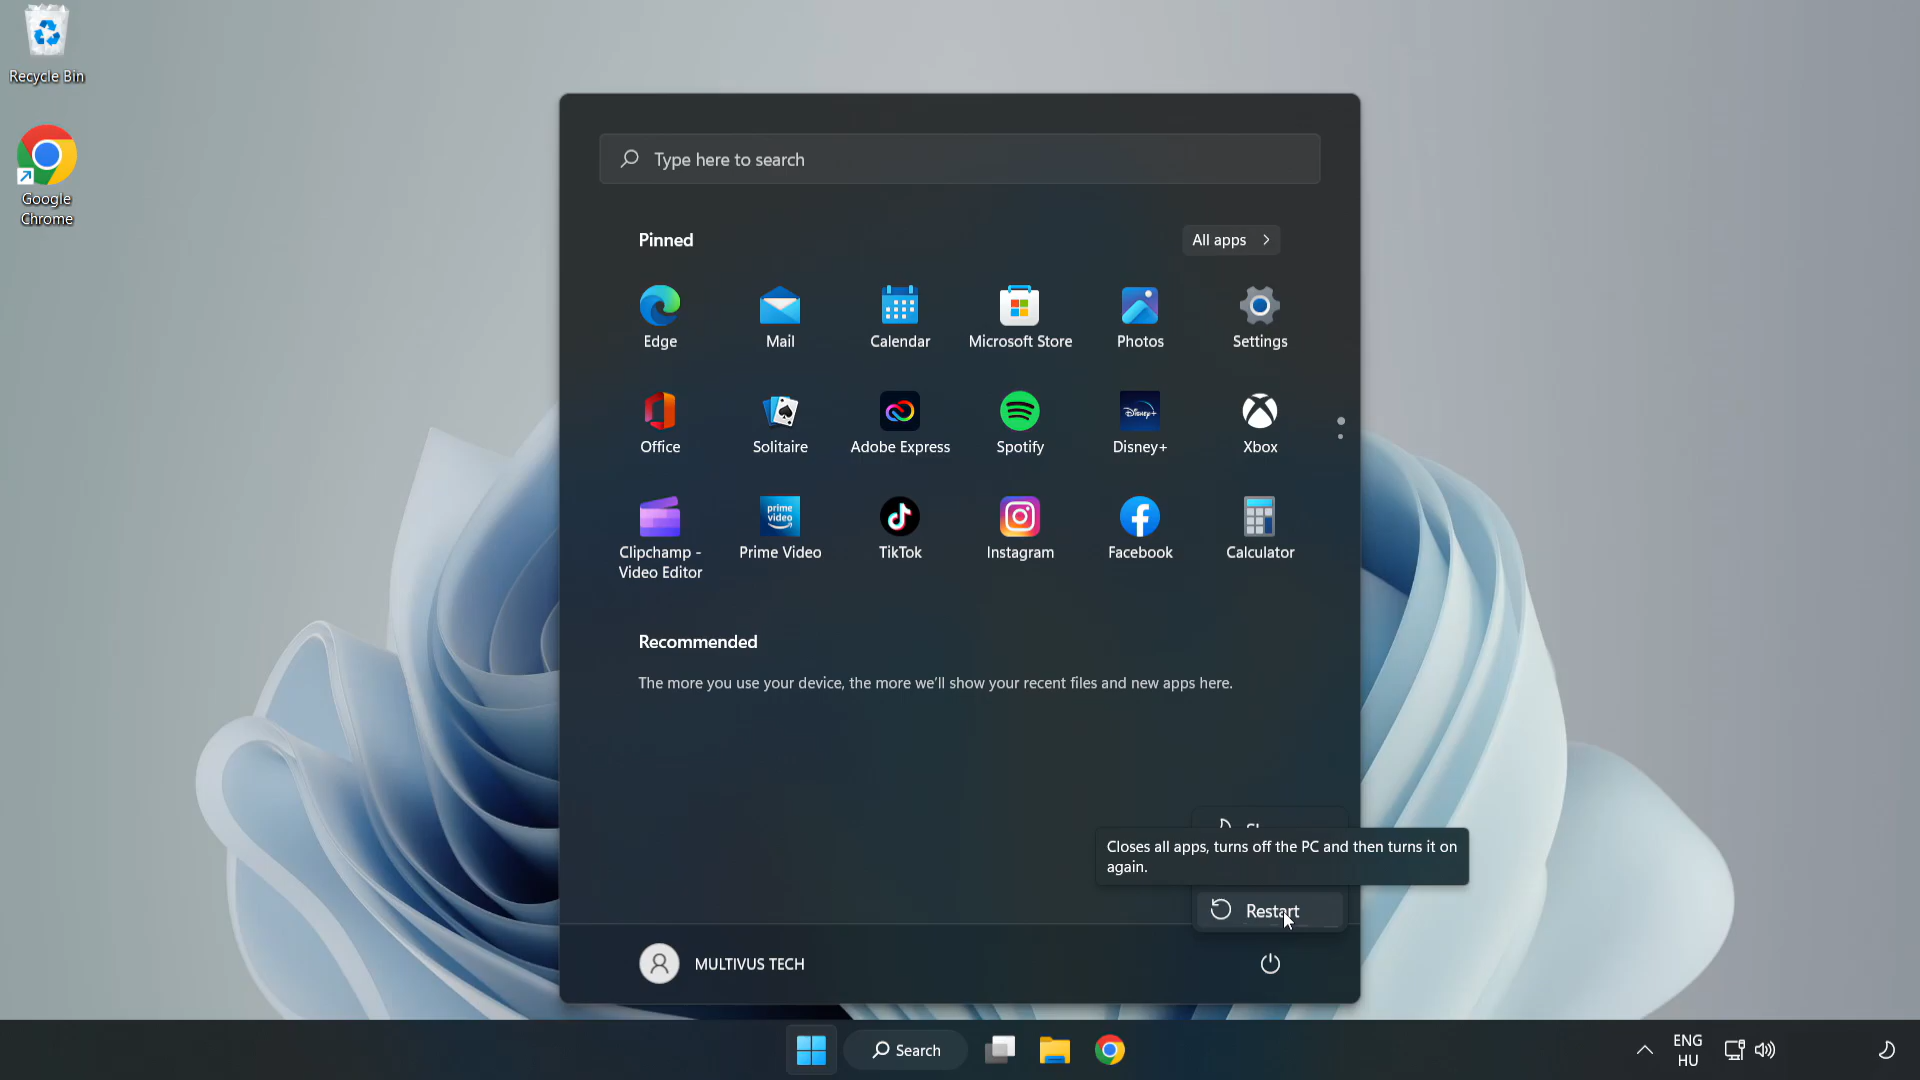 Recycle Bin
Google
Chrome
Type here to search
Pinned
All apps
Edge
Mail
Calendar
Microsoft Store
Photos
Settings
Office
Solitaire
Adobe Express
Disney+
Spotify
Disney+
Xbox
prime
video
Clipchamp -
Video Editor
Prime Video
TikTok
Instagram
Facebook
Calculator
Recommended
The more you use your device, the more we'll show your recent files and new apps here.
Closes all apps, turns off the PC and then turns it on
again.
Restart
MULTIVUS TECH
Search
ENG
HU